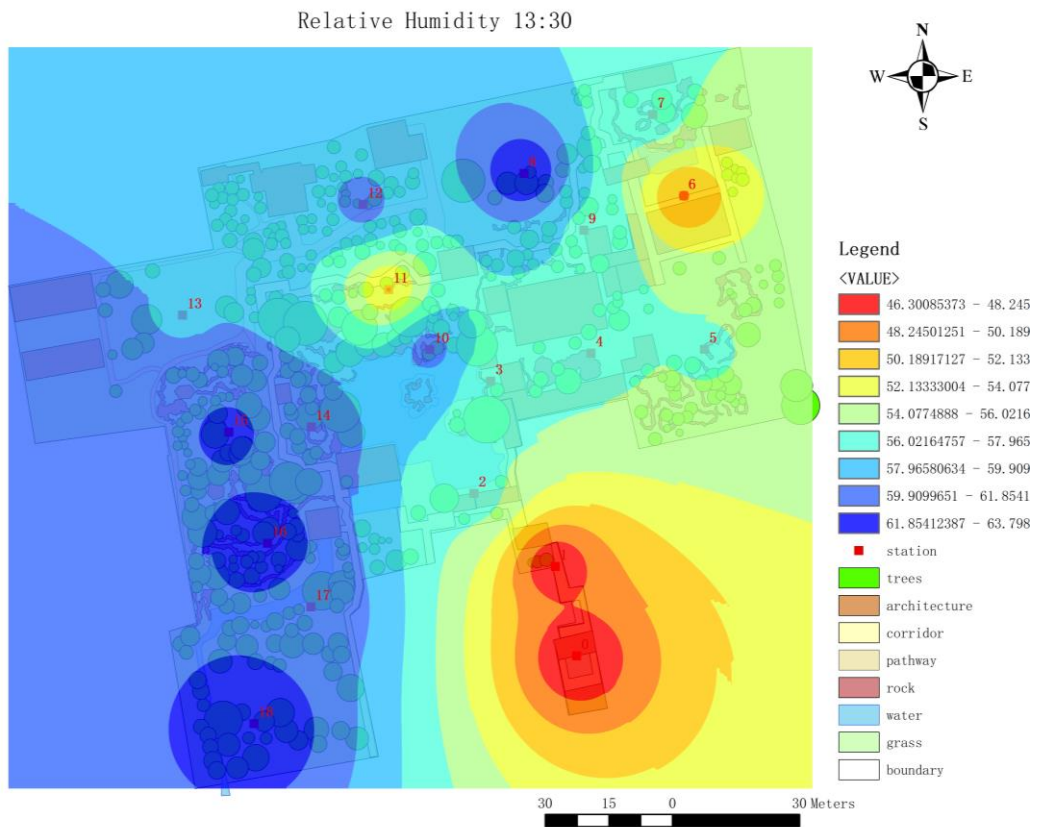 Relative Humidity 13:30
N
W E
S
7
8
6
12
9
11
13
10
4
5
3
15
14
2
16
1
17
0
18
Legend
<VALUE>
46.30085373 - 48.245
48.24501251 - 50.189
50.18917127 - 52.133
52.13333004 - 54.077
54.0774888 - 56.0216
56.02164757 - 57.965
57.96580634 - 59.909
59.9099651 - 61.8541
61.85412387 - 63.798
station
trees
architecture
corridor
pathway
rock
water
grass
boundary
30 15 0 30 Meters